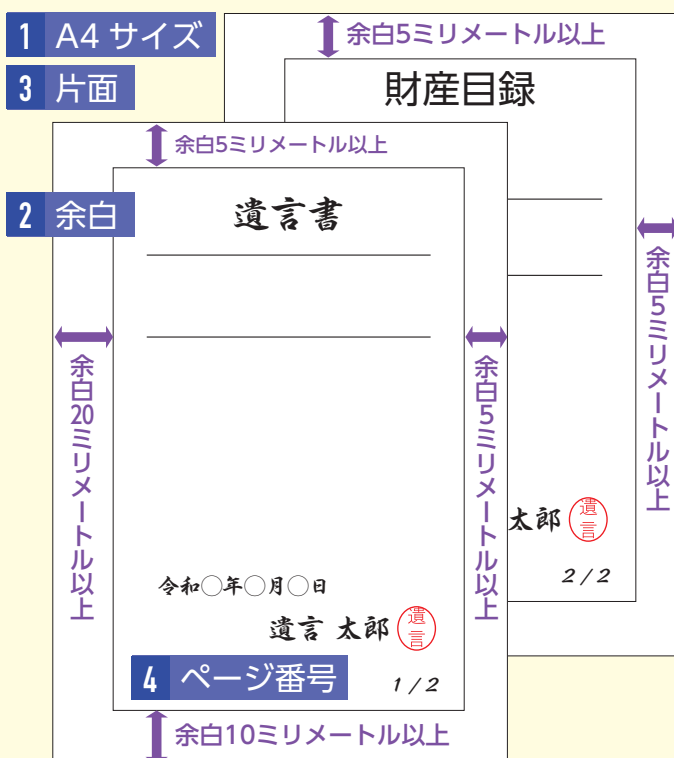 1 A4 サイズ
余白5ミリメートル以上
3 片面
財産目録
余白5ミリメートル以上
2 余白
遺言書
余白5ミリメートル以上
余白20ミリメートル以上
余白5ミリメートル以上
太郎 遺言
2/2
令和○年○月○日
遺言 太郎 遺言
4 ページ番号
1/2
余白10ミリメートル以上